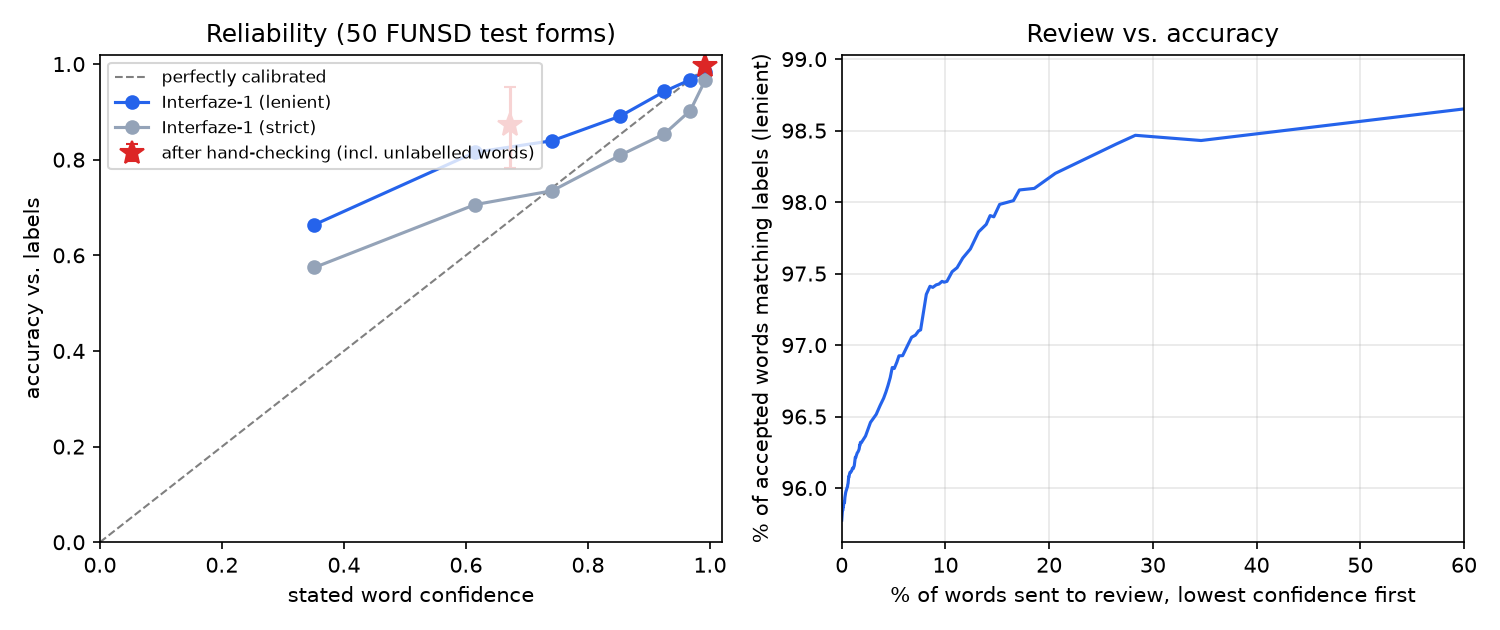 Reliability (50 FUNSD test forms)
perfectly calibrated
Interfaze-1 (lenient)
Interfaze-1 (strict)
after hand-checking (incl. unlabelled words)
accuracy vs. labels
1.0
0.8
0.6
0.4
0.2
0.0
0.0 0.2 0.4 0.6 0.8 1.0
stated word confidence
Review vs. accuracy
% of accepted words matching labels (lenient)
99.0
98.5
98.0
97.5
97.0
96.5
96.0
0 10 20 30 40 50 60
% of words sent to review, lowest confidence first